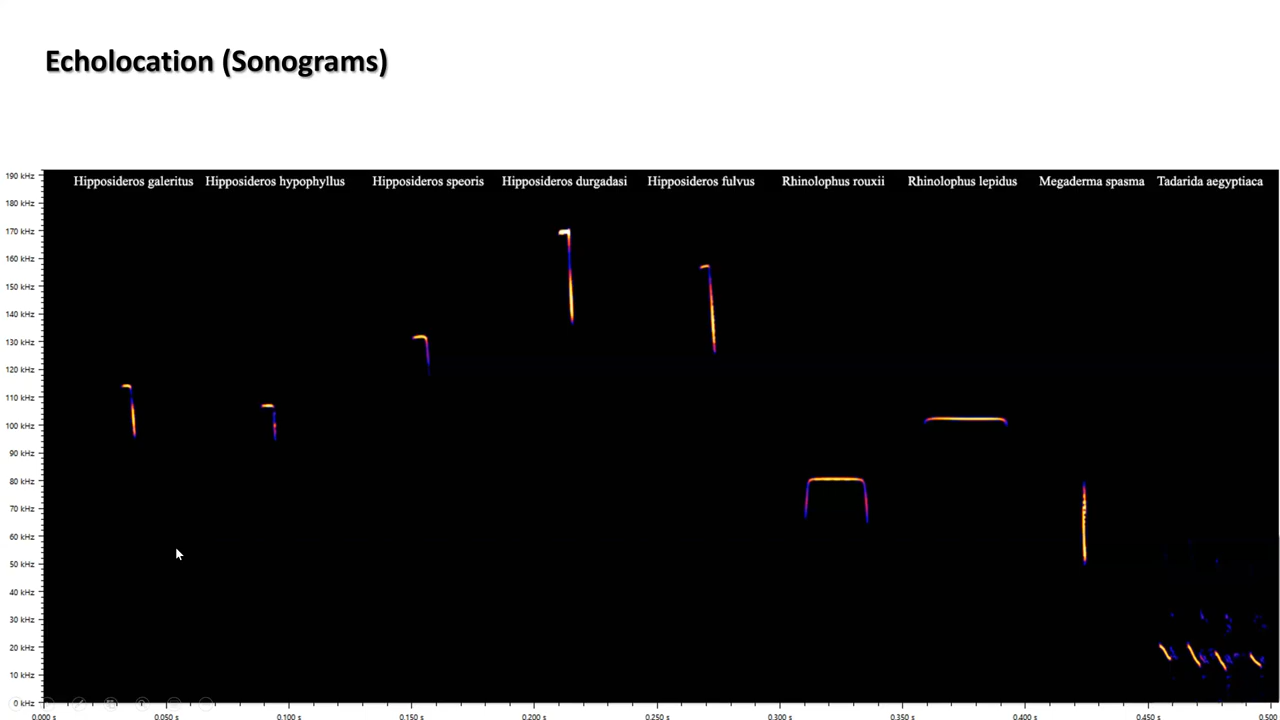 Echolocation (Sonograms)
Hipposideros galeritus Hipposideros hypophyllus Hipposideros speoris Hipposideros durgadasi Hipposideros fulvus Rhinolophus rouxii Rhinolophus lepidus Megaderma spasma Tadarida aegyptiaca
190 kHz
180 kHz
170 kHz
160 kHz
150 kHz
140 kHz
130 kHz
120 kHz
110 kHz
100 kHz
90 kHz
80 kHz
70 kHz
60 kHz
50 kHz
40 kHz
30 kHz
20 kHz
10 kHz
0 kHz
0.000 s 0.050 s 0.100 s 0.150 s 0.200 s 0.250 s 0.300 s 0.350 s 0.400 s 0.450 s 0.500